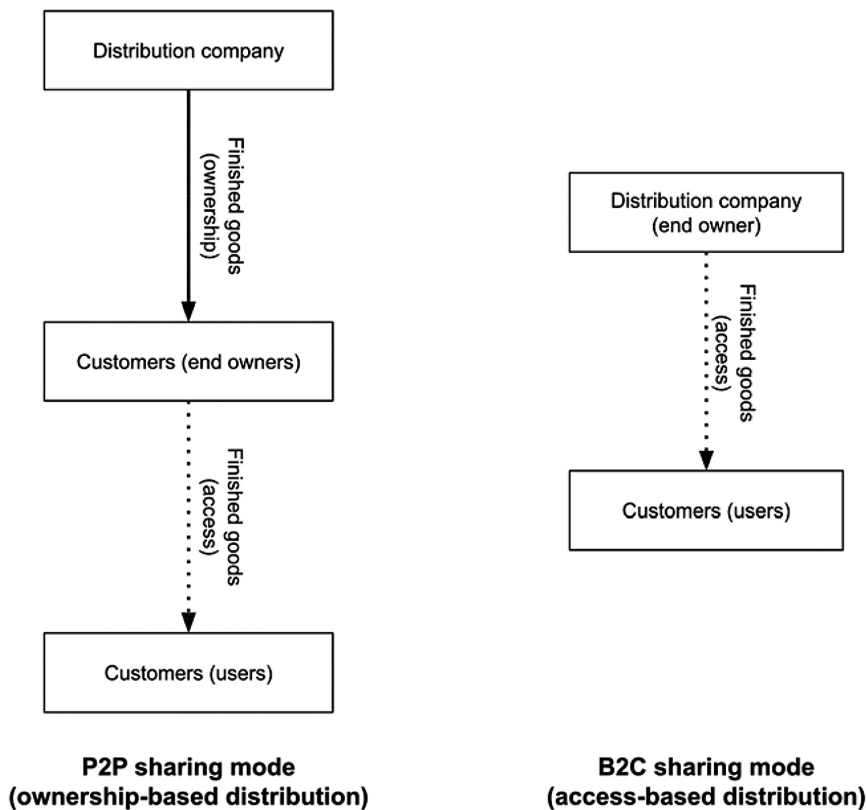 Distribution company
Finished goods
(ownership)
Customers (end owners)
Finished goods
(access)
Customers (users)
P2P sharing mode
(ownership-based distribution)
Distribution company
(end owner)
Finished goods
(access)
Customers (users)
B2C sharing mode
(access-based distribution)